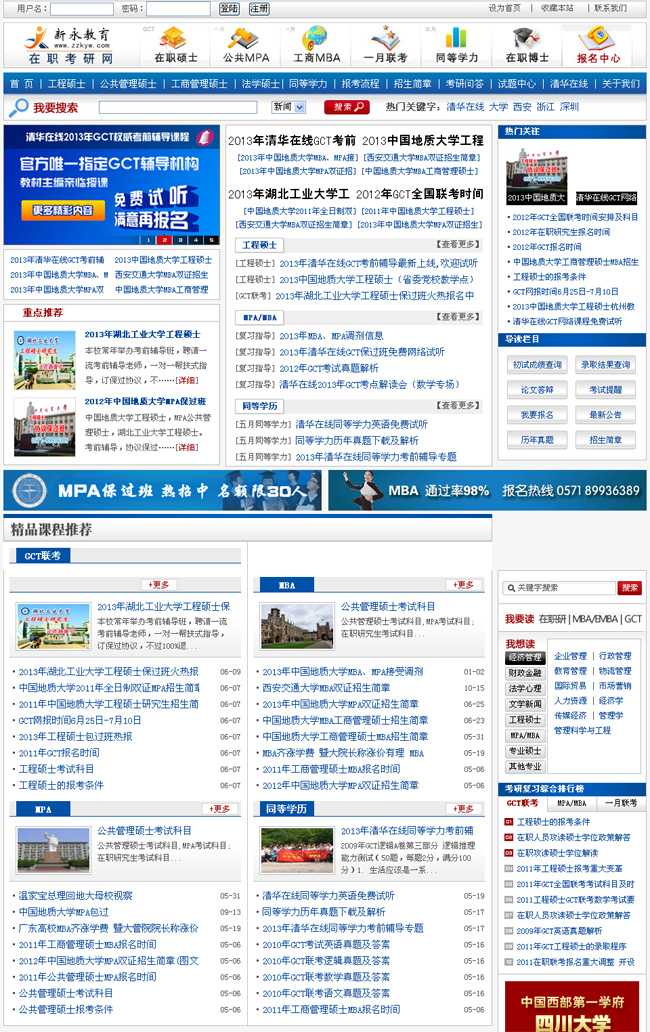 用户名：
密码：
登陆
注册
设为首页 | 收藏本站 | 联系我们
新永教育
www.zzkyw.com
在职考研网
在职硕士
公共MPA
工商MBA
一月联考
同等学力
在职博士
报名中心
首 页 | 工程硕士 | 公共管理硕士 | 工商管理硕士 | 法学硕士 | 同等学力 | 报考流程 | 招生简章 | 考研问答 | 试题中心 | 清华在线 | 关于我们
我要搜索
新闻
搜索
热门关键字：清华在线 大学 西安 浙江 深圳
清华在线2013年GCT权威考前辅导课程
官方唯一指定GCT辅导机构
教材主编亲临授课
更多精彩内容
免费试听
满意再报名
1 2 3 4 5
2013年清华在线GCT考前辅 2013中国地质大学工程硕士
2013年中国地质大学MBA、M 西安交通大学MBA双证招生
2013年中国地质大学MPA双 中国地质大学MBA工商管理
重点推荐
2013年湖北工业大学工程硕士
本校常年举办考前辅导班，聘请一
流考前辅导老师，一对一帮扶式指
导，订保过协议，不……[详细]
2012年中国地质大学MPA保过班
中国地质大学工程硕士，MPA公共管
理硕士，湖北工业大学工程硕士。
考前辅导，协议保过……[详细]
2013年清华在线GCT考前 2013中国地质大学工程
[2013年中国地质大学MBA、MPA接] [西安交通大学MBA双证招生简章]
[2013年中国地质大学MPA双证招] [中国地质大学MBA工商管理硕士]
2013年湖北工业大学工 2012年GCT全国联考时间
[中国地质大学2011年全日制双] [2011年中国地质大学工程硕士]
[西安交通大学MBA双证招生简章] [2013年中国地质大学MPA双证招]
工程硕士
【查看更多】
[工程硕士] 2013年清华在线GCT考前辅导最新上线,欢迎试听
[工程硕士] 2013中国地质大学工程硕士（省委党校教学点）
[GCT联考] 2013年湖北工业大学工程硕士保过班火热报名中
MPA/MBA
【查看更多】
[复习指导] 2013年MBA、MPA调剂信息
[复习指导] 2013年清华在线GCT保过班免费网络试听
[复习指导] 2012年GCT考试真题解析
[复习指导] 清华在线2013年GCT考点解读会（数学专场）
同等学历
【查看更多】
[五月同等学力] 清华在线同等学力英语免费试听
[五月同等学力] 同等学力历年真题下载及解析
[五月同等学力] 2013年清华在线同等学力考前辅导专题
热门关注
2013中国地质大
清华在线GCT网络
2012年GCT全国联考时间安排及科目
2012年在职研究生报名时间
2012年GCT报名时间
中国地质大学MBA工商管理硕士MBA招生
工程硕士的报考条件
GCT网报时间6月25日-7月10日
2013中国地质大学工程硕士杭州教
清华在线GCT网络课程免费试听
导读栏目
初试成绩查询
录取结果查询
论文答辩
考试提醒
我要报名
最新公告
历年真题
招生简章
MPA保过班 热招中 名额限30人
MBA 通过率98% 报名热线 0571 89936389
精品课程推荐
GCT联考
+更多
2013年湖北工业大学工程硕士保
本校常年举办考前辅导班，聘请一流
考前辅导老师，一对一帮扶式指导，
订保过协议，不过100%退...
2013年湖北工业大学工程硕士保过班火热报 06-09
中国地质大学2011年全日制双证MPA招生简章 06-07
2011年中国地质大学工程硕士研究生招生简 06-07
GCT网报时间6月25日-7月10日 06-07
2013年工程硕士包过班热报 06-07
2011年GCT报名时间 06-07
工程硕士考试科目 06-07
工程硕士的报考条件 06-07
MBA
+更多
公共管理硕士考试科目
公共管理硕士考试科目,MPA考试科目;
在职研究生考试科目...
2013年中国地质大学MBA、MPA接受调剂 01-02
西安交通大学MBA双证招生简章 10-15
2013年中国地质大学MPA双证招生简章 06-25
中国地质大学MBA工商管理硕士招生简章 06-23
中国地质大学工商管理硕士MBA招生简章 05-31
MBA齐涨学费 暨大院长称涨价有理 MBA 05-19
2011年工商管理硕士MBA报名时间 05-06
2012年中国地质大学MPA双证招生简章 05-06
MPA
+更多
公共管理硕士考试科目
公共管理硕士考试科目,MPA考试科目;
在职研究生考试科目...
温家宝总理回地大母校视察 05-31
中国地质大学MPA包过 09-13
广东高校MBA齐涨学费 暨大管院院长称涨价 05-19
2011年工商管理硕士MBA报名时间 05-06
2012年中国地质大学MPA双证招生简章(图文 05-06
2011年公共管理硕士MPA报名时间 05-06
公共管理硕士考试科目 05-06
公共管理硕士报考条件 05-06
同等学历
+更多
2013年清华在线同等学力考前辅
2009年GCT逻辑A卷第三部分 逻辑推理
能力测试（50题，每题2分，满分100
分）1. 生活应该是一系...
清华在线同等学力英语免费试听 05-19
同等学力历年真题下载及解析 05-17
2013年清华在线同等学力考前辅导专题 05-17
2010年GCT考试英语真题及答案 05-06
2010年GCT联考逻辑真题及答案 05-06
2010年GCT联考数学真题及答案 05-06
2010年GCT联考语文真题及答案 05-06
2011年工商管理硕士MBA报名时间 05-06
关键字搜索
搜索
我要读 在职研|MBA/EMBA|GCT
我想读
经济管理
财政金融
法学心理
文学新闻
工程硕士
MPA/MBA
专业硕士
其他专业
企业管理 | 行政管理
教育管理 | 物流管理
国际贸易 | 市场营销
人力资源 | 经济学
传媒经济 | 管理学
管理科学与工程
考研复习综合排行榜
GCT联考
MPA/MBA
一月联考
01 工程硕士的报考条件
02 在职人员攻读硕士学位政策解答
03 在职攻读硕士学位解读
04 2011年工程硕士报考重大变革
05 2011年GCT全国联考考试科目及时
06 2011工程硕士GCT联考数学考试要
07 在职人员攻读硕士学位政策解答
08 2009年GCT英语真题解析
09 2011年GCT工程硕士的录取程序
10 2011在职联考报名重大调整 开设
中国西部第一学府
四川大学